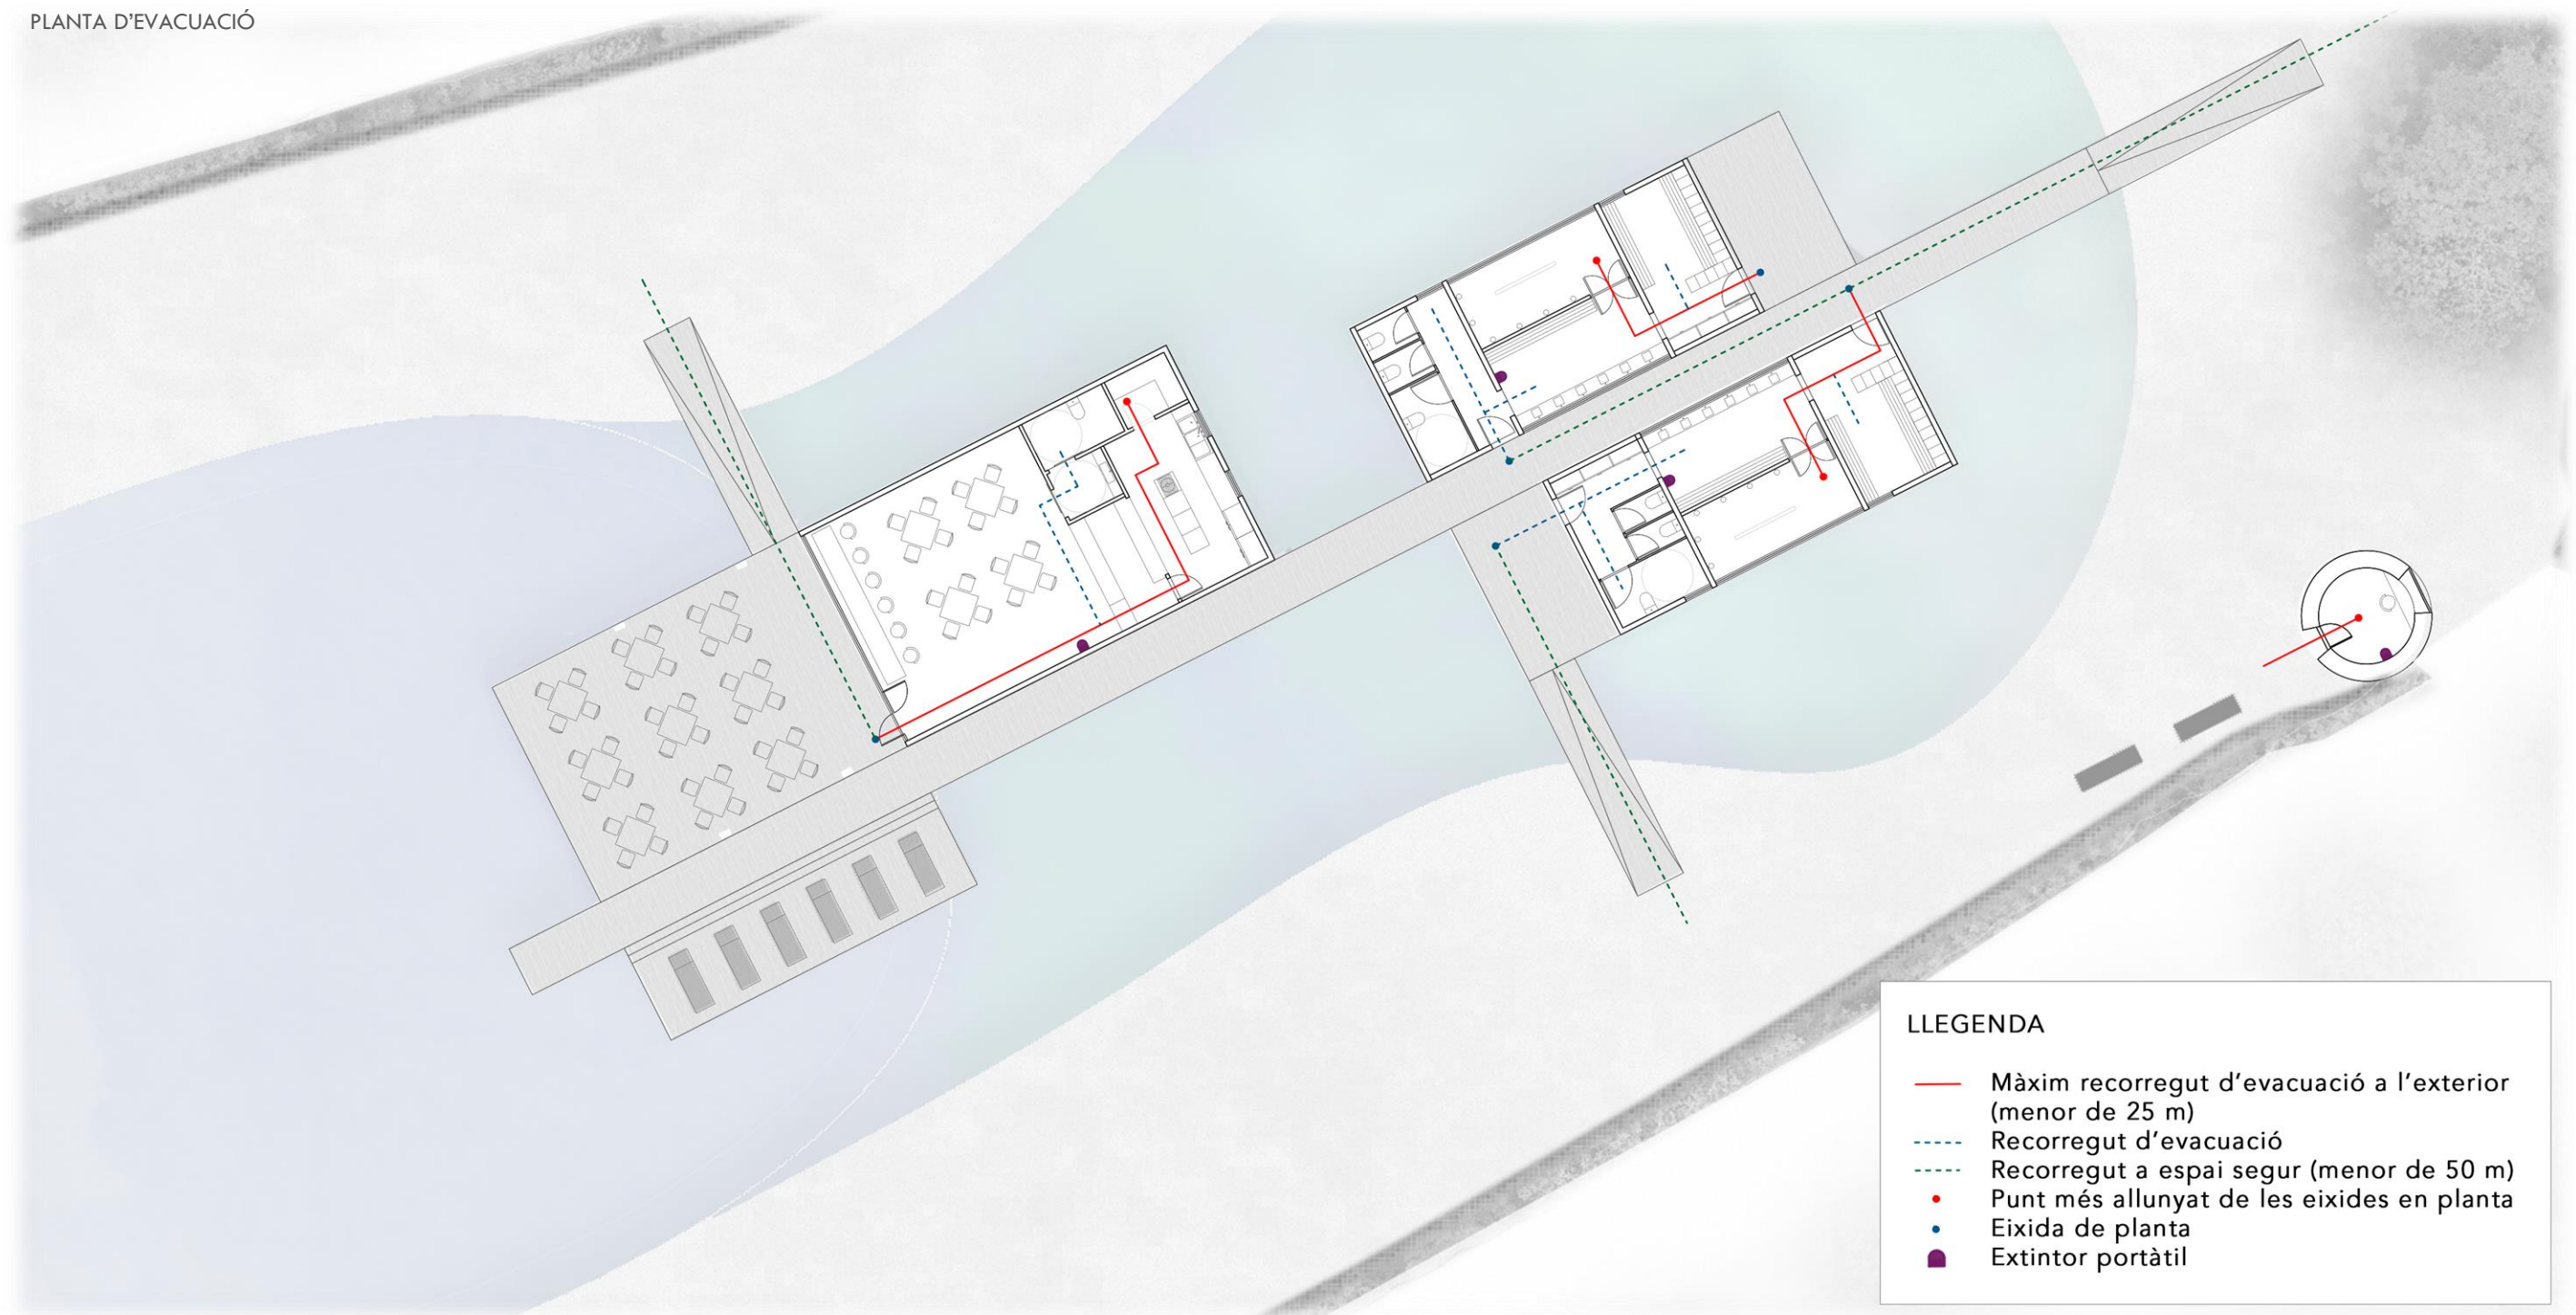 PLANTA D'EVACUACIÓ
LLEGENDA
Màxim recorregut d'evacuació a l'exterior
(menor de 25 m)
Recorregut d'evacuació
Recorregut a espai segur (menor de 50 m)
Punt més allunyat de les eixides en planta
Eixida de planta
Extintor portàtil